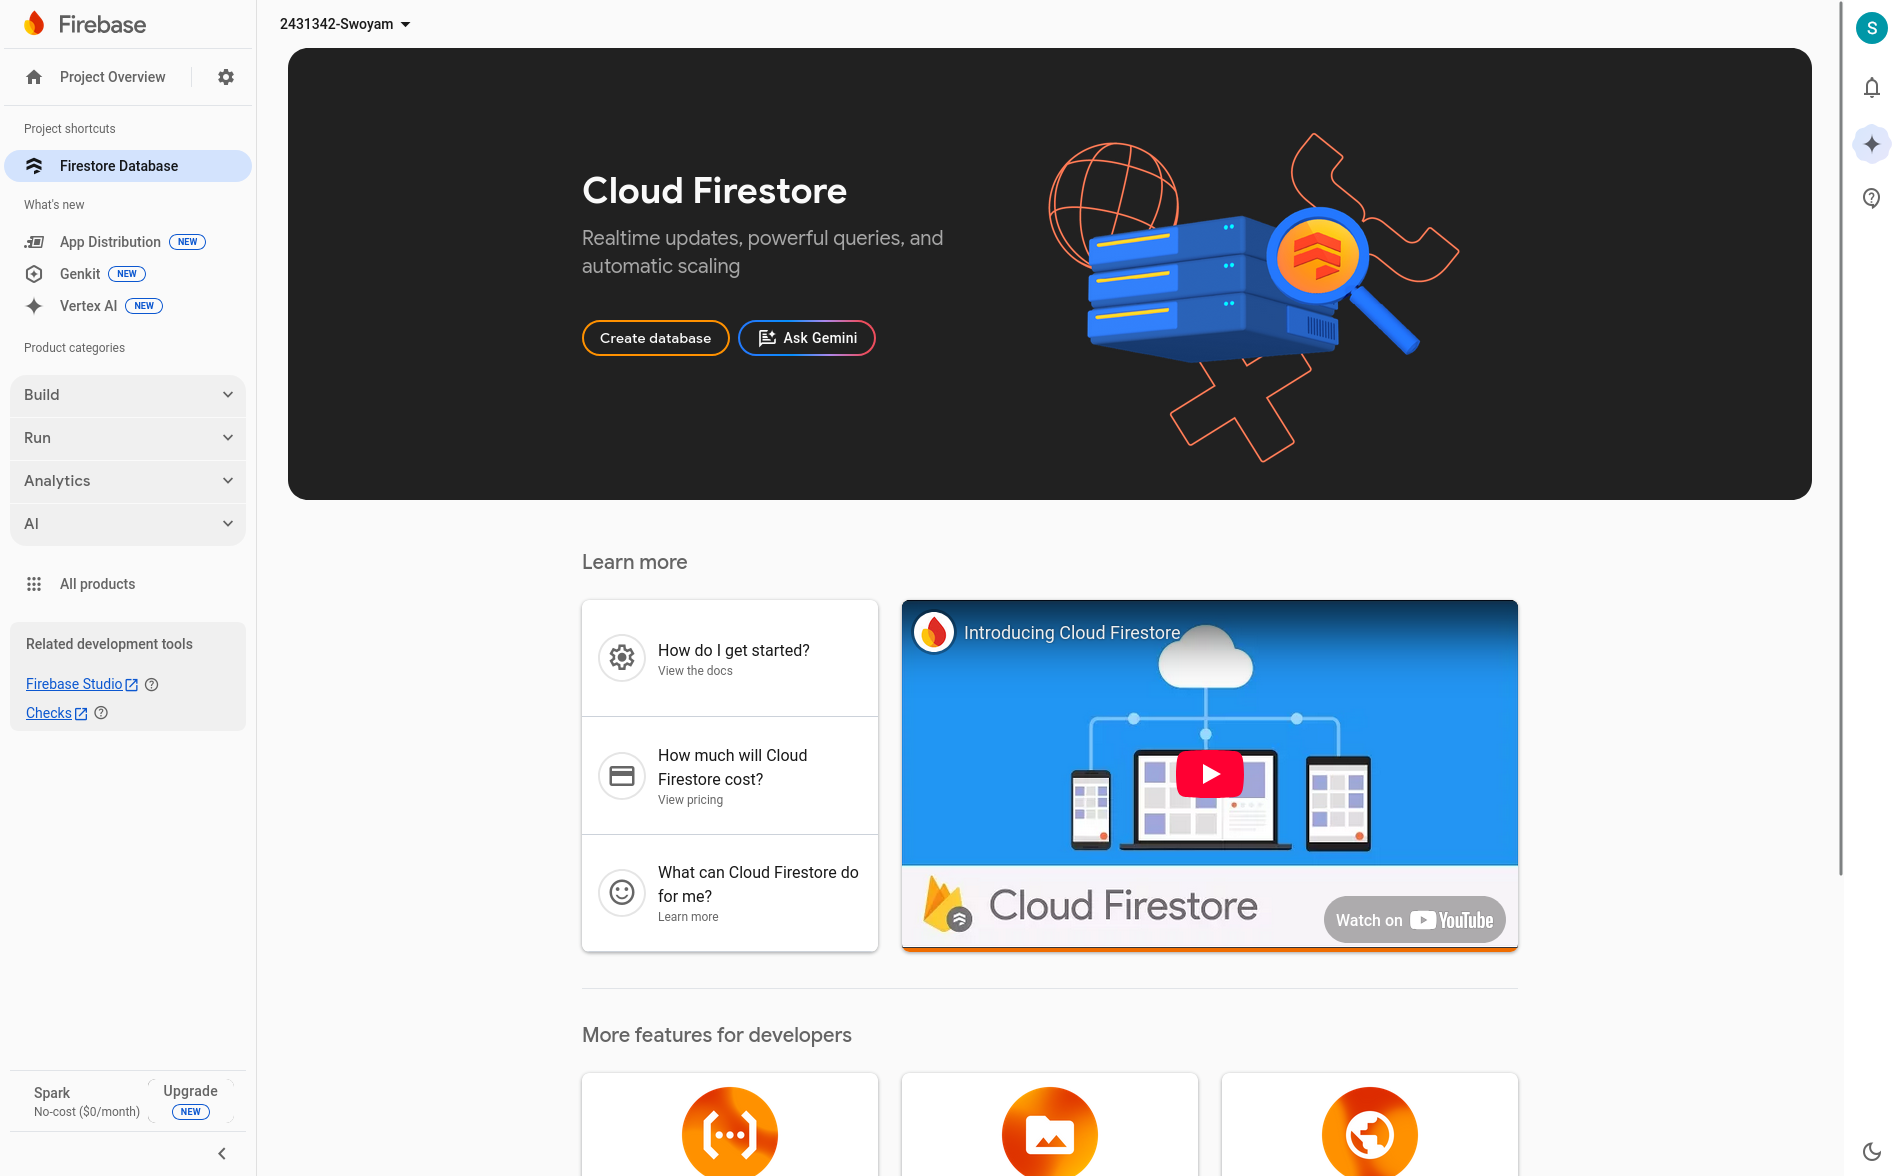 Firebase
2431342-Swoyam
S
Project Overview
Project shortcuts
Firestore Database
What's new
App Distribution NEW
Genkit NEW
Vertex AI NEW
Product categories
Build
Run
Analytics
AI
All products
Related development tools
Firebase Studio
Checks
Spark
No-cost ($0/month)
Upgrade
NEW
Cloud Firestore
Realtime updates, powerful queries, and
automatic scaling
Create database
Ask Gemini
Learn more
How do I get started?
View the docs
How much will Cloud
Firestore cost?
View pricing
What can Cloud Firestore do
for me?
Learn more
Introducing Cloud Firestore
Cloud Firestore
Watch on YouTube
More features for developers